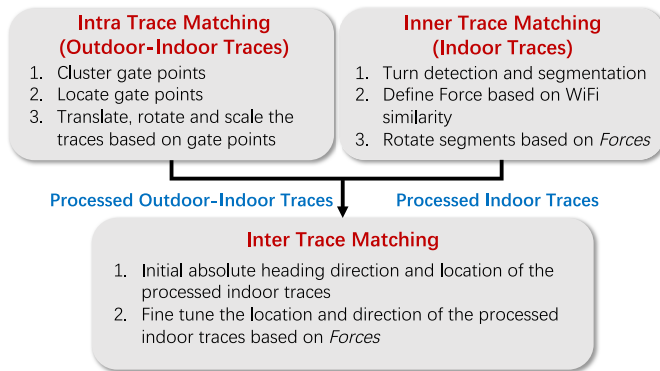 Intra Trace Matching
(Outdoor-Indoor Traces)
1. Cluster gate points
2. Locate gate points
3. Translate, rotate and scale the
traces based on gate points
Inner Trace Matching
(Indoor Traces)
1. Turn detection and segmentation
2. Define Force based on WiFi
similarity
3. Rotate segments based on Forces
Processed Outdoor-Indoor Traces
Processed Indoor Traces
Inter Trace Matching
1. Initial absolute heading direction and location of the
processed indoor traces
2. Fine tune the location and direction of the processed
indoor traces based on Forces